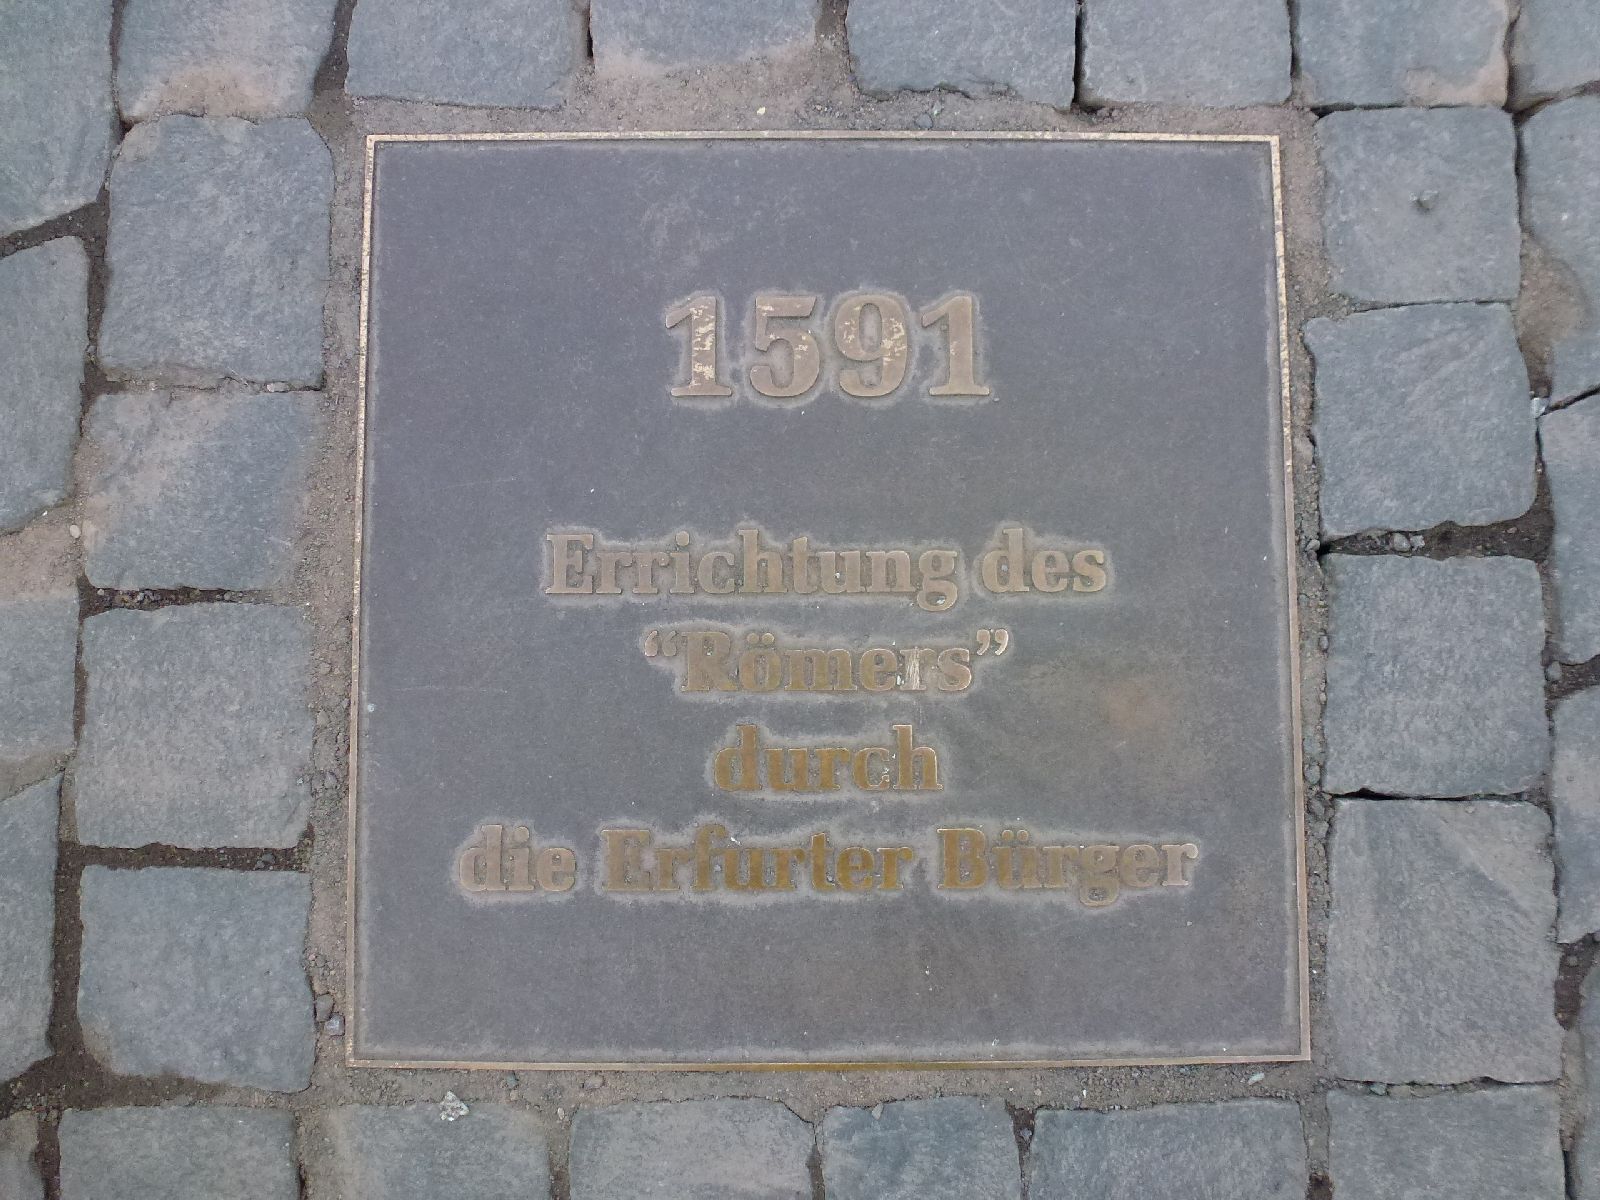 1591
Errichtung des
“Römers”
durch
die Erfurter Bürger